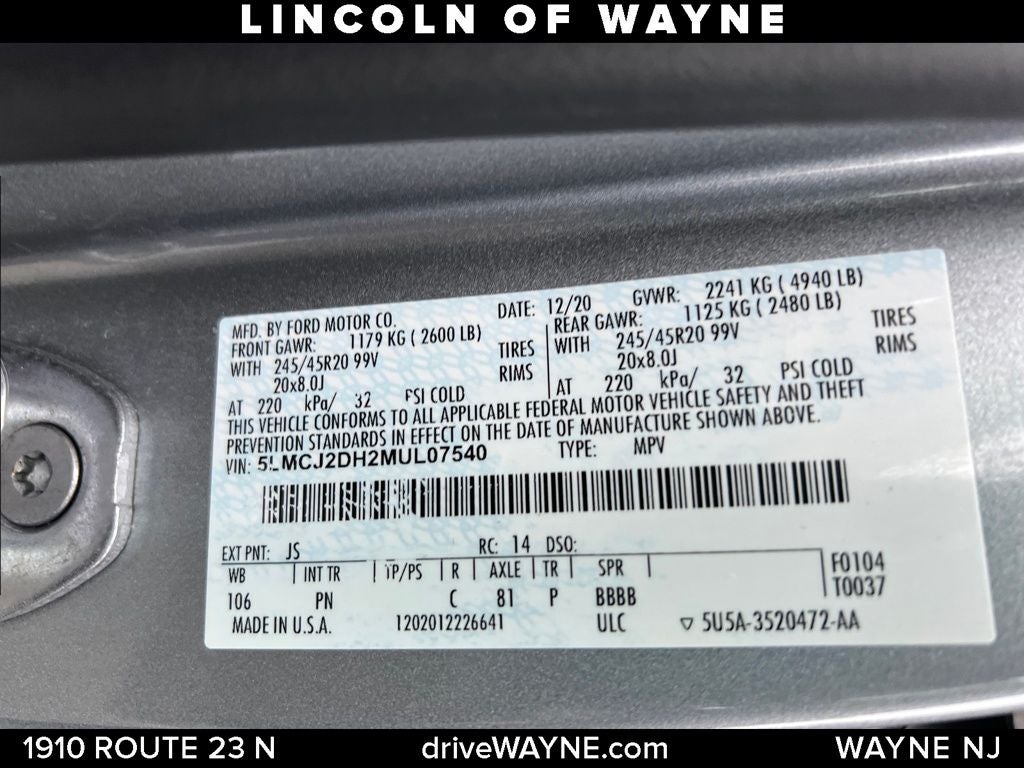 LINCOLN OF WAYNE
MFD. BY FORD MOTOR CO. DATE: 12/20 GVWR: 2241 KG ( 4940 LB)
FRONT GAWR: 1179 KG ( 2600 LB) REAR GAWR: 1125 KG ( 2480 LB)
WITH 245/45R20 99V TIRES WITH 245/45R20 99V TIRES
20x8.0J RIMS 20x8.0J RIMS
AT 220 kPa/ 32 PSI COLD AT 220 kPa/ 32 PSI COLD
THIS VEHICLE CONFORMS TO ALL APPLICABLE FEDERAL MOTOR VEHICLE SAFETY AND THEFT
PREVENTION STANDARDS IN EFFECT ON THE DATE OF MANUFACTURE SHOWN ABOVE.
VIN: 5LMCJ2DH2MUL07540 TYPE: MPV
EXT PNT: JS RC: 14 DSO:
WB INT TR TP/PS R AXLE TR SPR F0104
T0037
106 PN C 81 P BBBB
MADE IN U.S.A. 1202012226641 ULC ▽ 5U5A-3520472-AA
1910 ROUTE 23 N driveWAYNE.com WAYNE NJ